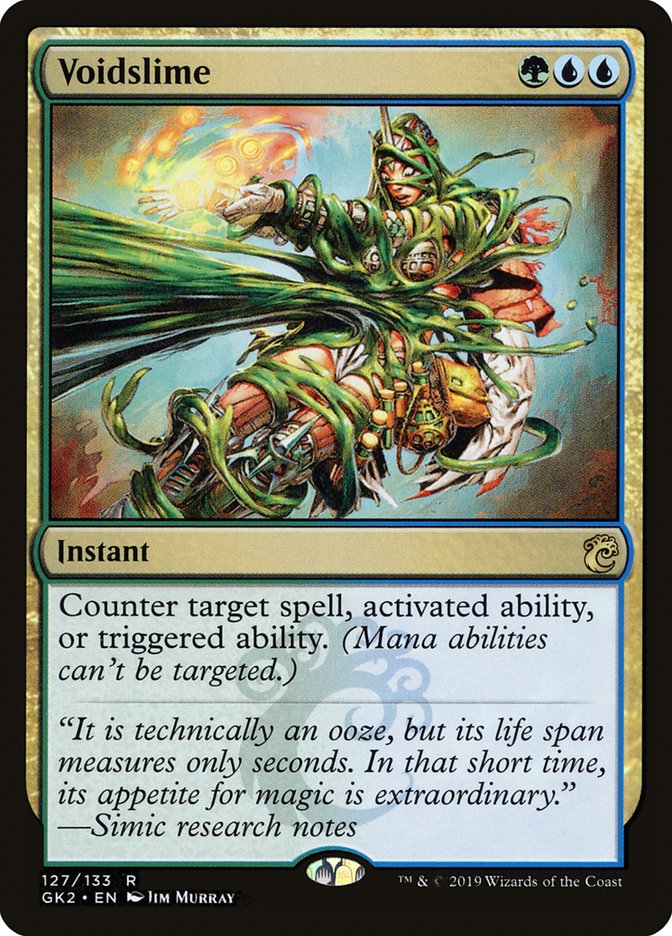 Voidslime
Instant
Counter target spell, activated ability,
or triggered ability. (Mana abilities
can't be targeted.)
“It is technically an ooze, but its life span
measures only seconds. In that short time,
its appetite for magic is extraordinary.”
—Simic research notes
127/133 R
GK2 • EN Jim Murray
™ & © 2019 Wizards of the Coast